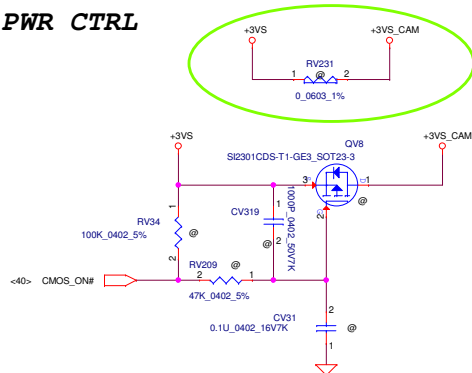 PWR CTRL
+3VS
+3VS_CAM
RV231
1
@
2
0_0603_1%
+3VS
QV8
+3VS_CAM
SI2301CDS-T1-GE3_SOT23-3
3
1
@
2
1000P_0402_50V7K
1
CV319
2
@
1
RV34
100K_0402_5%
@
2
<40> CMOS_ON#
RV209
@
2
1
47K_0402_5%
2
CV31
@
0.1U_0402_16V7K
1